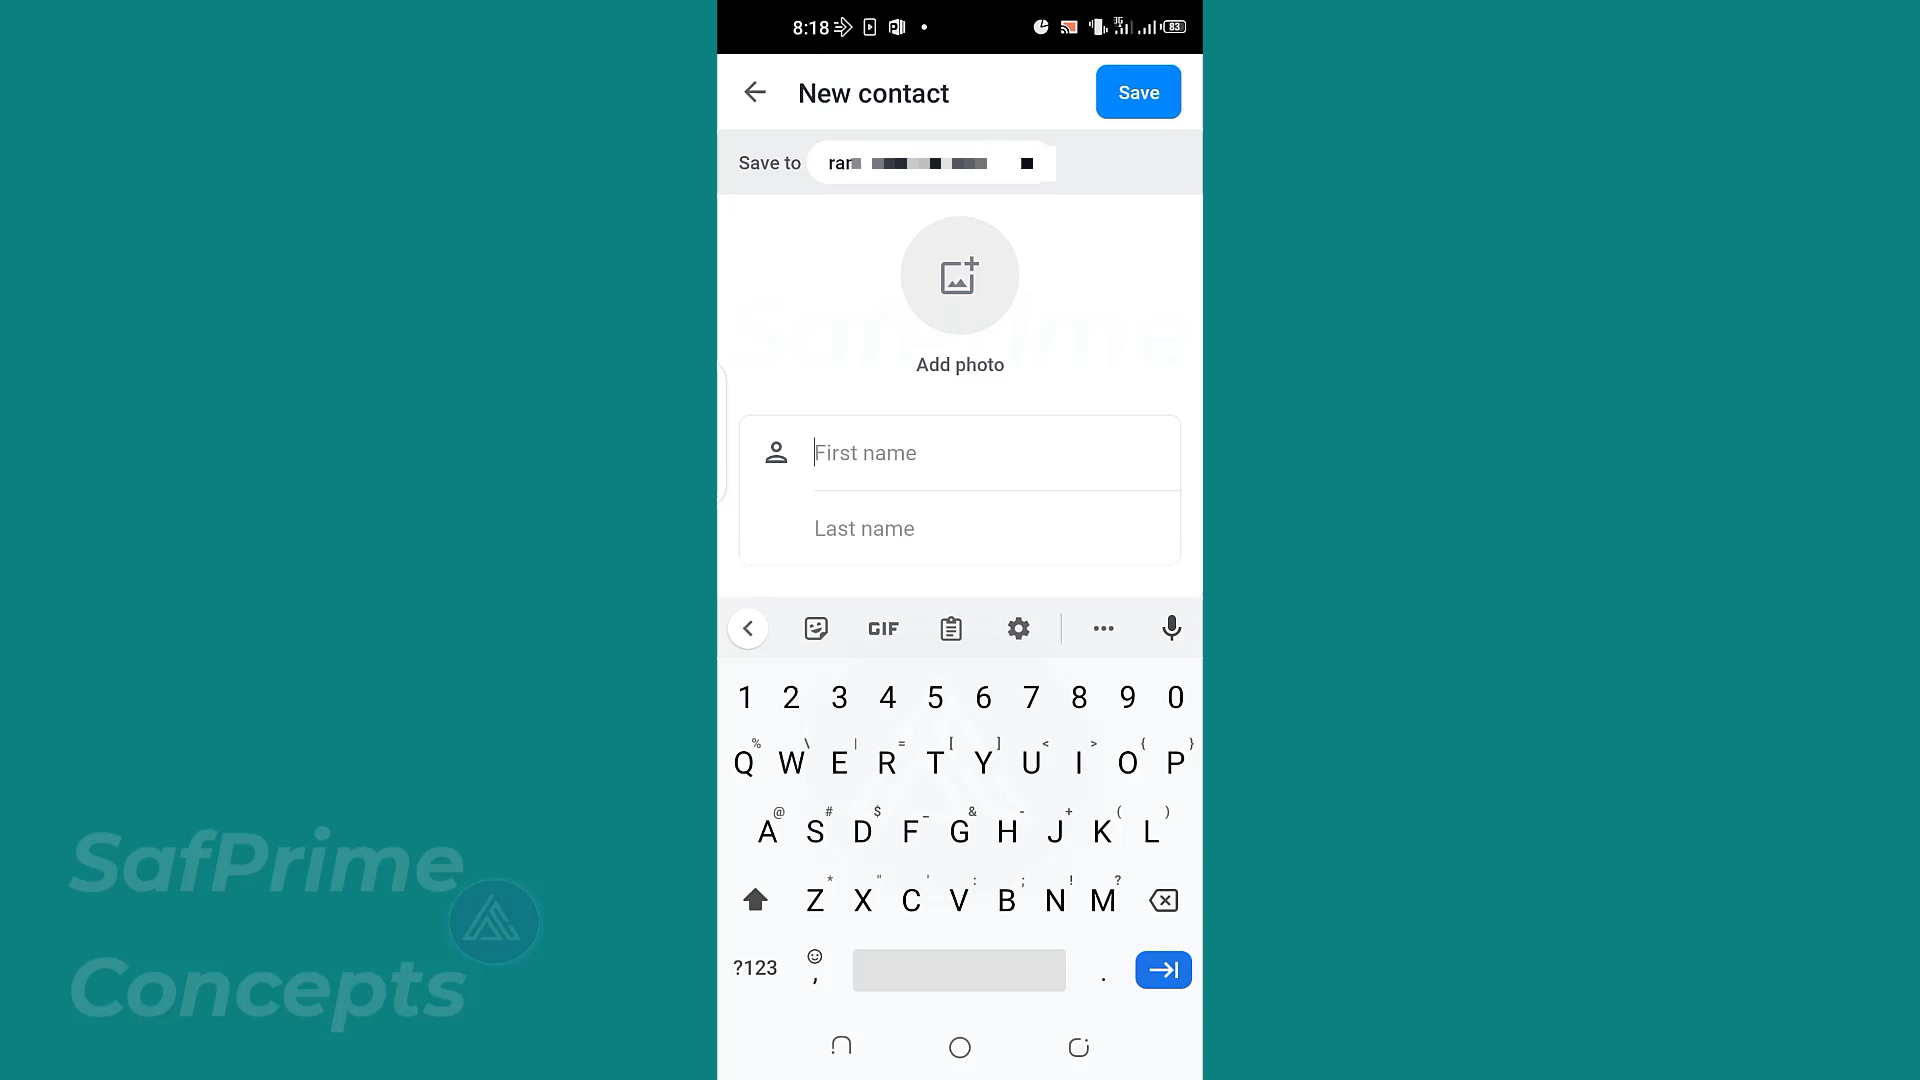 8:18 83
New contact Save
Save to
Add photo
First name
Last name
GIF
1 2 3 4 5 6 7 8 9 0
% \ | = [ ] < > { }
Q W E R T Y U I O P
@ # $ _ & - + ( )
A S D F G H J K L
* " ' : ; ! ?
Z X C V B N M
?123 , .
SafPrime
Concepts